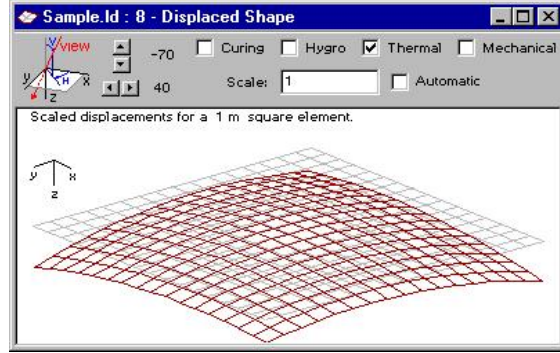 Sample.ld : 8 - Displaced Shape
V view -70 Curing Hygro Thermal Mechanical
y H x z 40 Scale: 1 Automatic
Scaled displacements for a 1 m square element.
y x
z